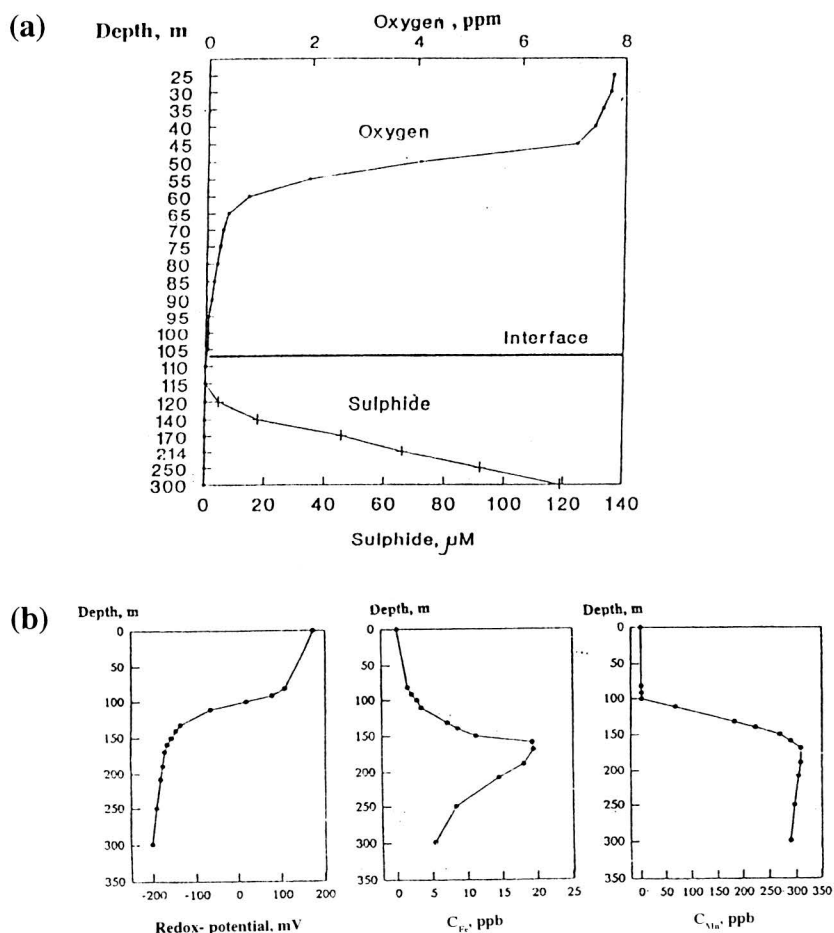 (a)
Depth, m
Oxygen, ppm
0 2 4 6 7 8
25
30
35
40
45
50
55
60
65
70
75
80
85
90
95
100
105
110
115
120
140
170
214
250
300
Oxygen
Interface
Sulphide
0 20 40 60 80 100 120 140
Sulphide, μM
(b)
Depth, m
0
50
100
150
200
250
300
350
-200 -100 0 100 200
Redox- potential, mV
Depth, m
0
50
100
150
200
250
300
350
0 5 10 15 20 25
C_Fe, ppb
Depth, m
0
50
100
150
200
250
300
350
0 50 100 150 200 250 300 350
C_Mn, ppb